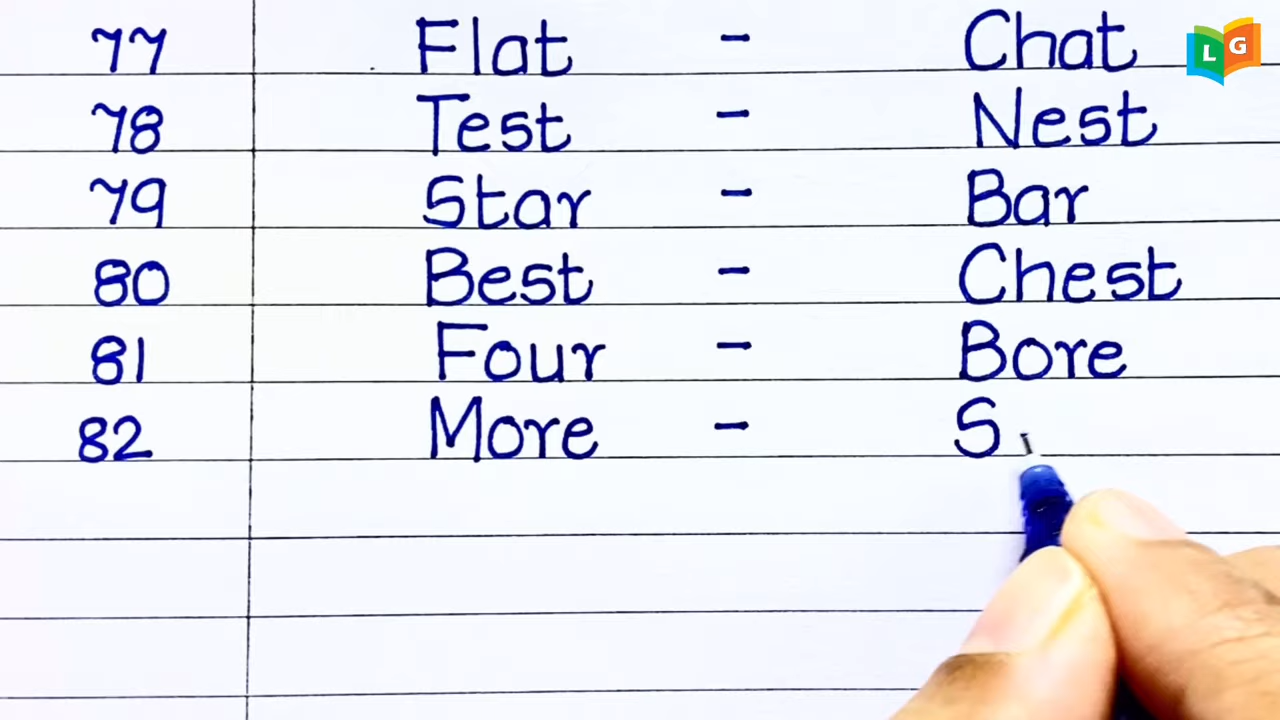 77 Flat - Chat
78 Test - Nest
79 Star - Bar
80 Best - Chest
81 Four - Bore
82 More - S
LG